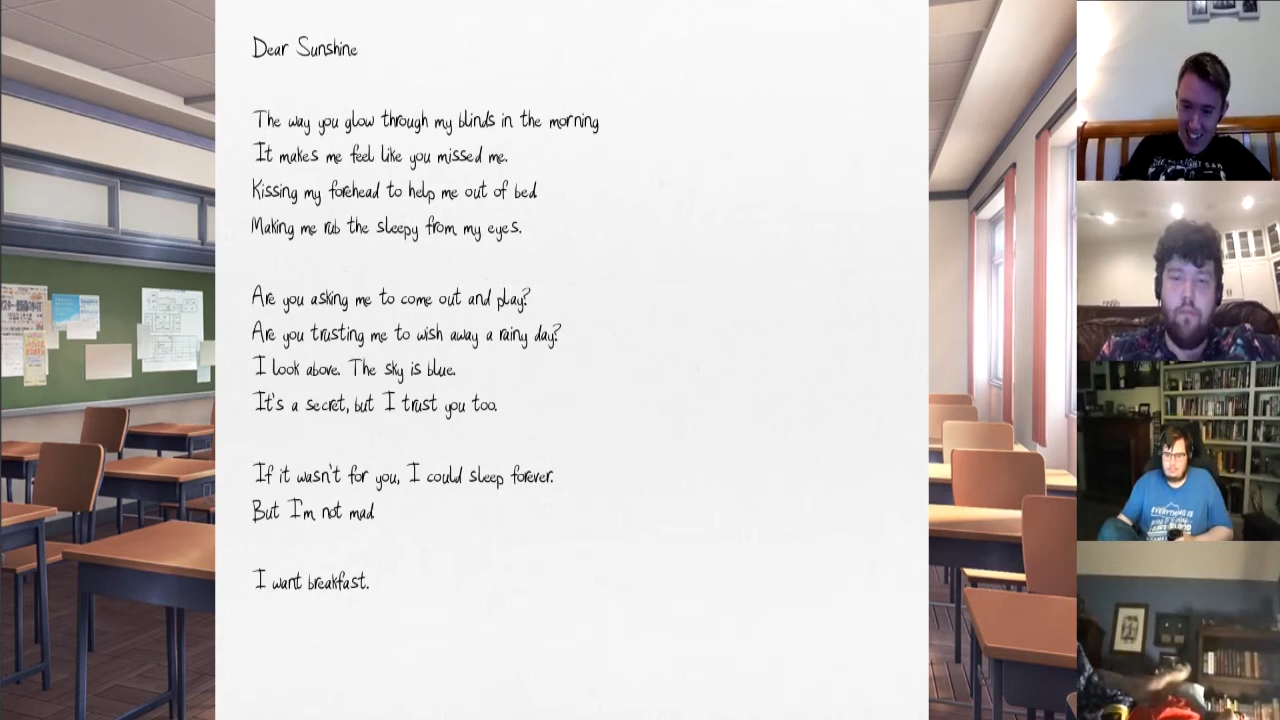 Dear Sunshine
The way you glow through my blinds in the morning
It makes me feel like you missed me.
Kissing my forehead to help me out of bed
Making me rub the sleepy from my eyes.
Are you asking me to come out and play?
Are you trusting me to wish away a rainy day?
I look above. The sky is blue.
It's a secret, but I trust you too.
If it wasn't for you, I could sleep forever.
But I'm not mad
I want breakfast.
EVERYTHING IS